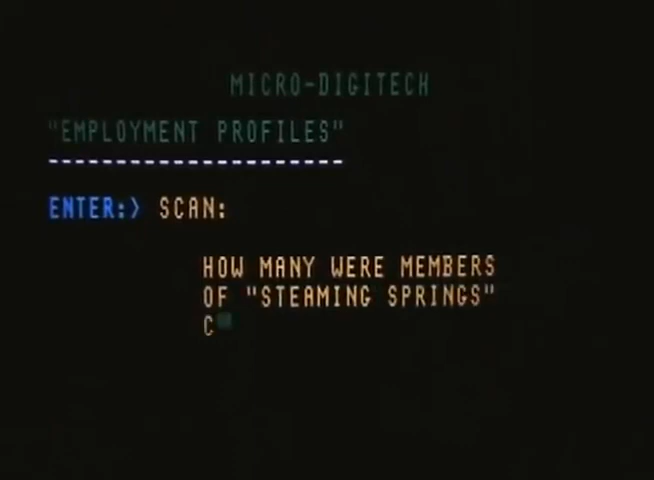 MICRO-DIGITECH
"EMPLOYMENT PROFILES"
--------------------
ENTER:> SCAN:
HOW MANY WERE MEMBERS
OF "STEAMING SPRINGS"
C